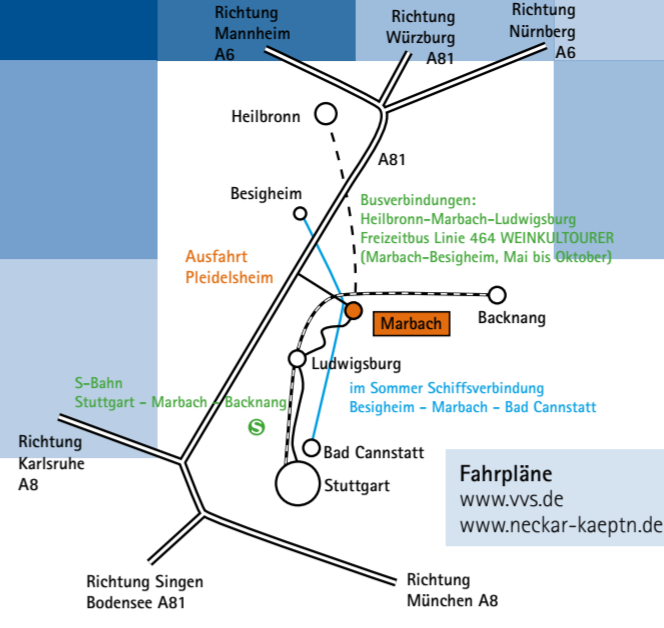 Richtung
Mannheim
A6
Richtung
Würzburg
A81
Richtung
Nürnberg
A6
Heilbronn
A81
Besigheim
Busverbindungen:
Heilbronn-Marbach-Ludwigsburg
Freizeitbus Linie 464 WEINKULTOURER
(Marbach-Besigheim, Mai bis Oktober)
Ausfahrt
Pleidelsheim
Marbach
Backnang
Ludwigsburg
S-Bahn
Stuttgart - Marbach - Backnang
S
im Sommer Schiffsverbindung
Besigheim - Marbach - Bad Cannstatt
Richtung
Karlsruhe
A8
Bad Cannstatt
Stuttgart
Fahrpläne
www.vvs.de
www.neckar-kaeptn.de
Richtung Singen
Bodensee A81
Richtung
München A8